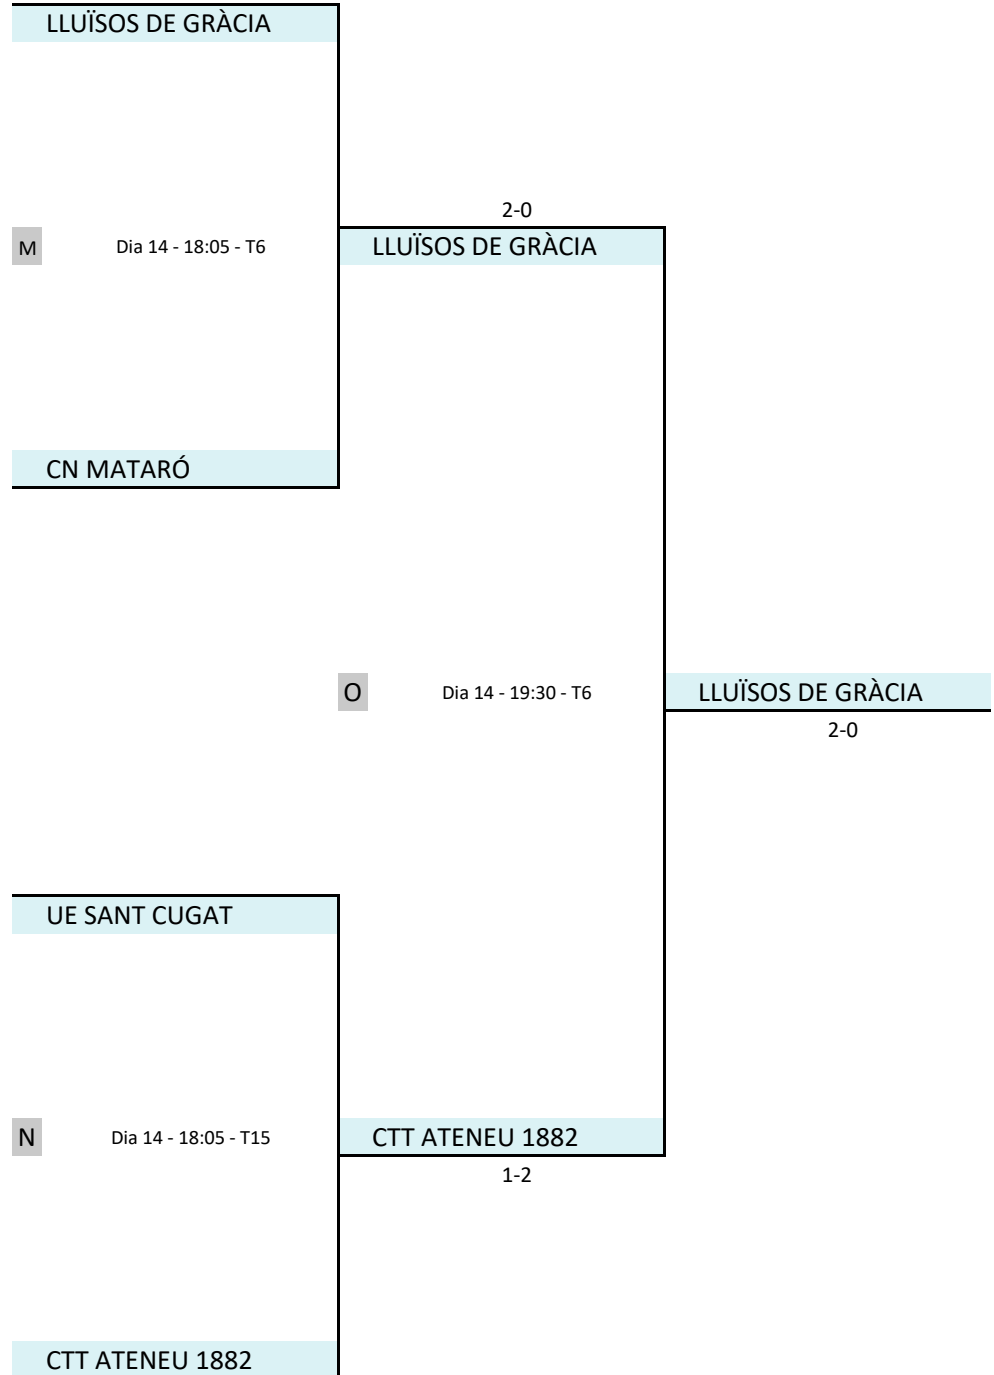 LLUÏSOS DE GRÀCIA
2-0
M Dia 14 - 18:05 - T6 LLUÏSOS DE GRÀCIA
CN MATARÓ
O Dia 14 - 19:30 - T6 LLUÏSOS DE GRÀCIA
2-0
UE SANT CUGAT
N Dia 14 - 18:05 - T15 CTT ATENEU 1882
1-2
CTT ATENEU 1882